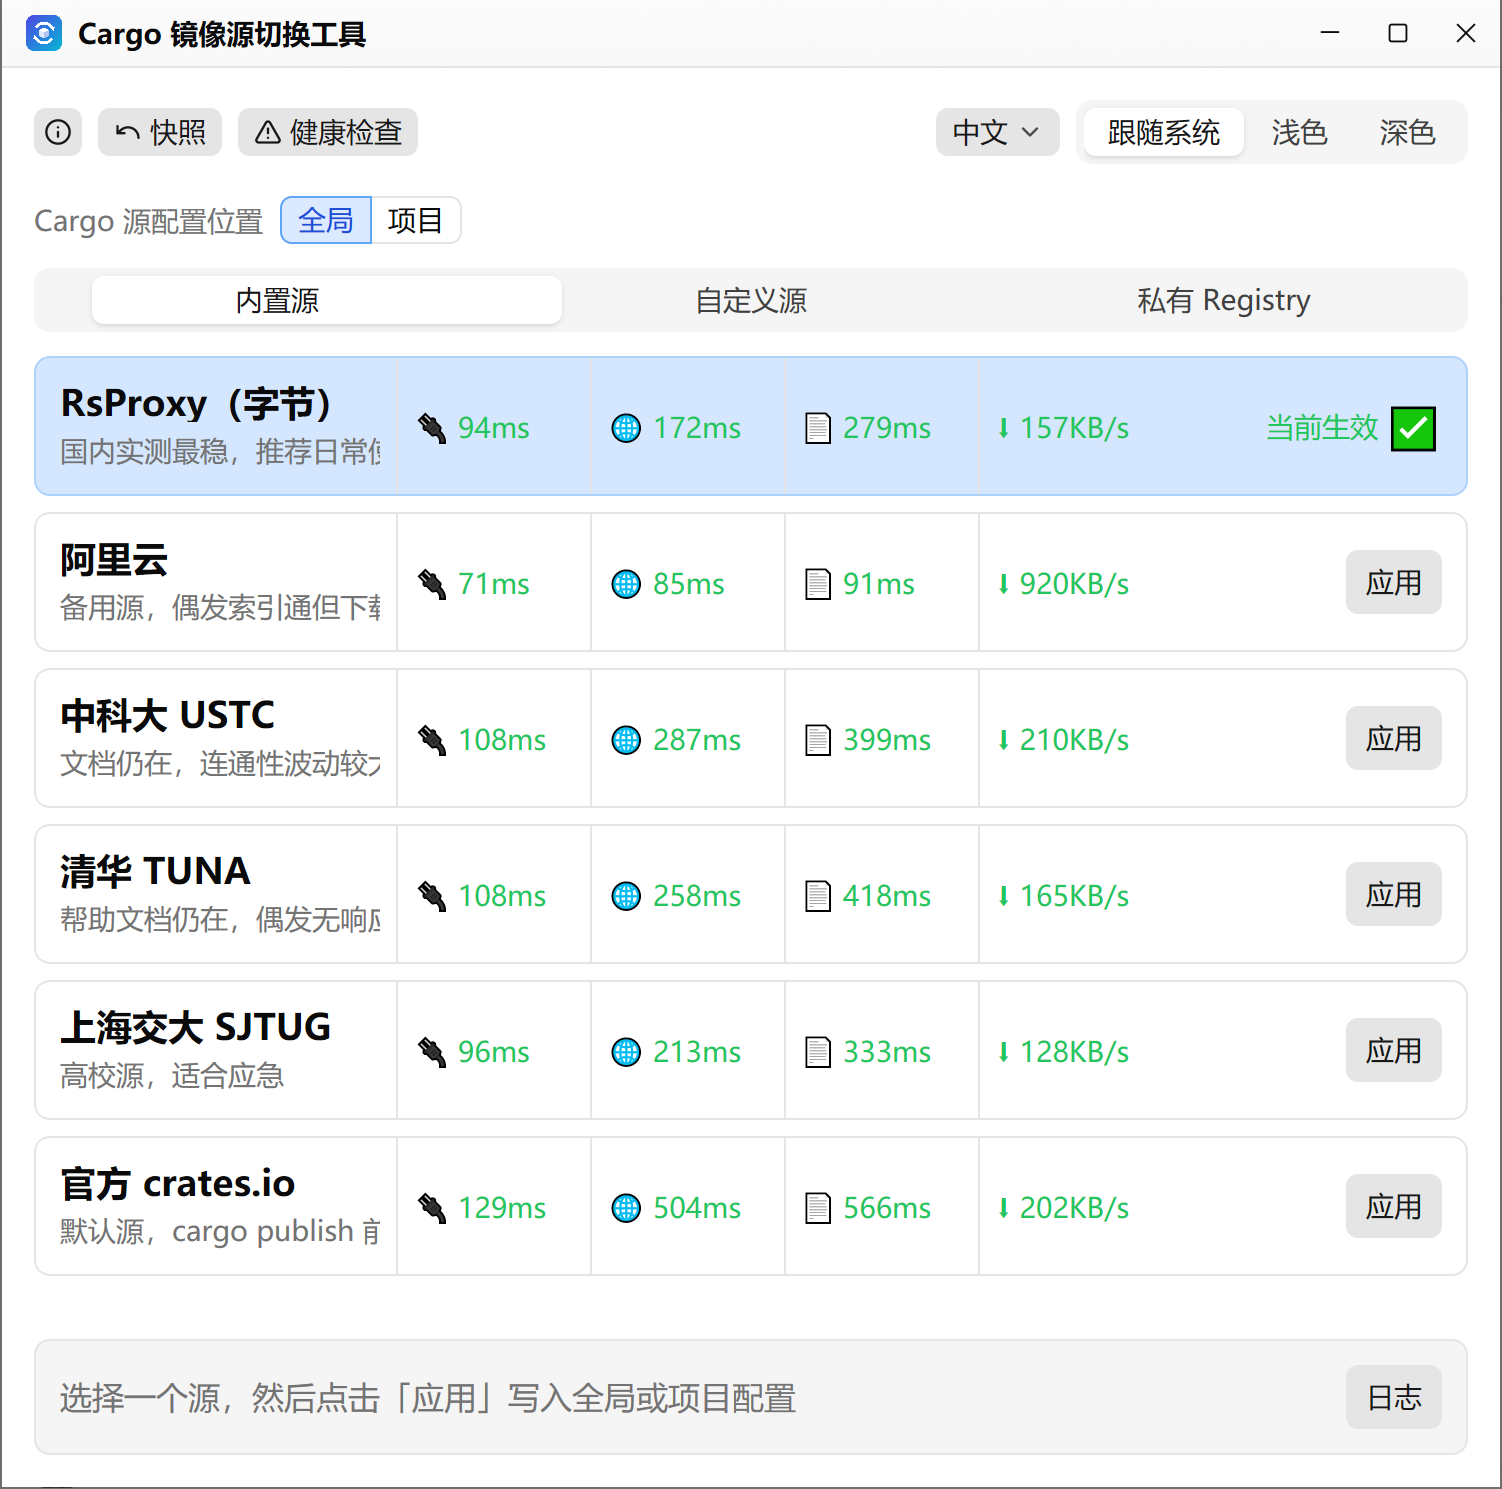 Cargo 镜像源切换工具
快照
健康检查
中文
跟随系统
浅色
深色
Cargo 源配置位置
全局
项目
内置源
自定义源
私有 Registry
RsProxy（字节）
国内实测最稳，推荐日常使
94ms
172ms
279ms
↓ 157KB/s
当前生效
阿里云
备用源，偶发索引通但下载
71ms
85ms
91ms
↓ 920KB/s
应用
中科大 USTC
文档仍在，连通性波动较大
108ms
287ms
399ms
↓ 210KB/s
应用
清华 TUNA
帮助文档仍在，偶发无响应
108ms
258ms
418ms
↓ 165KB/s
应用
上海交大 SJTUG
高校源，适合应急
96ms
213ms
333ms
↓ 128KB/s
应用
官方 crates.io
默认源，cargo publish 前
129ms
504ms
566ms
↓ 202KB/s
应用
选择一个源，然后点击「应用」写入全局或项目配置
日志